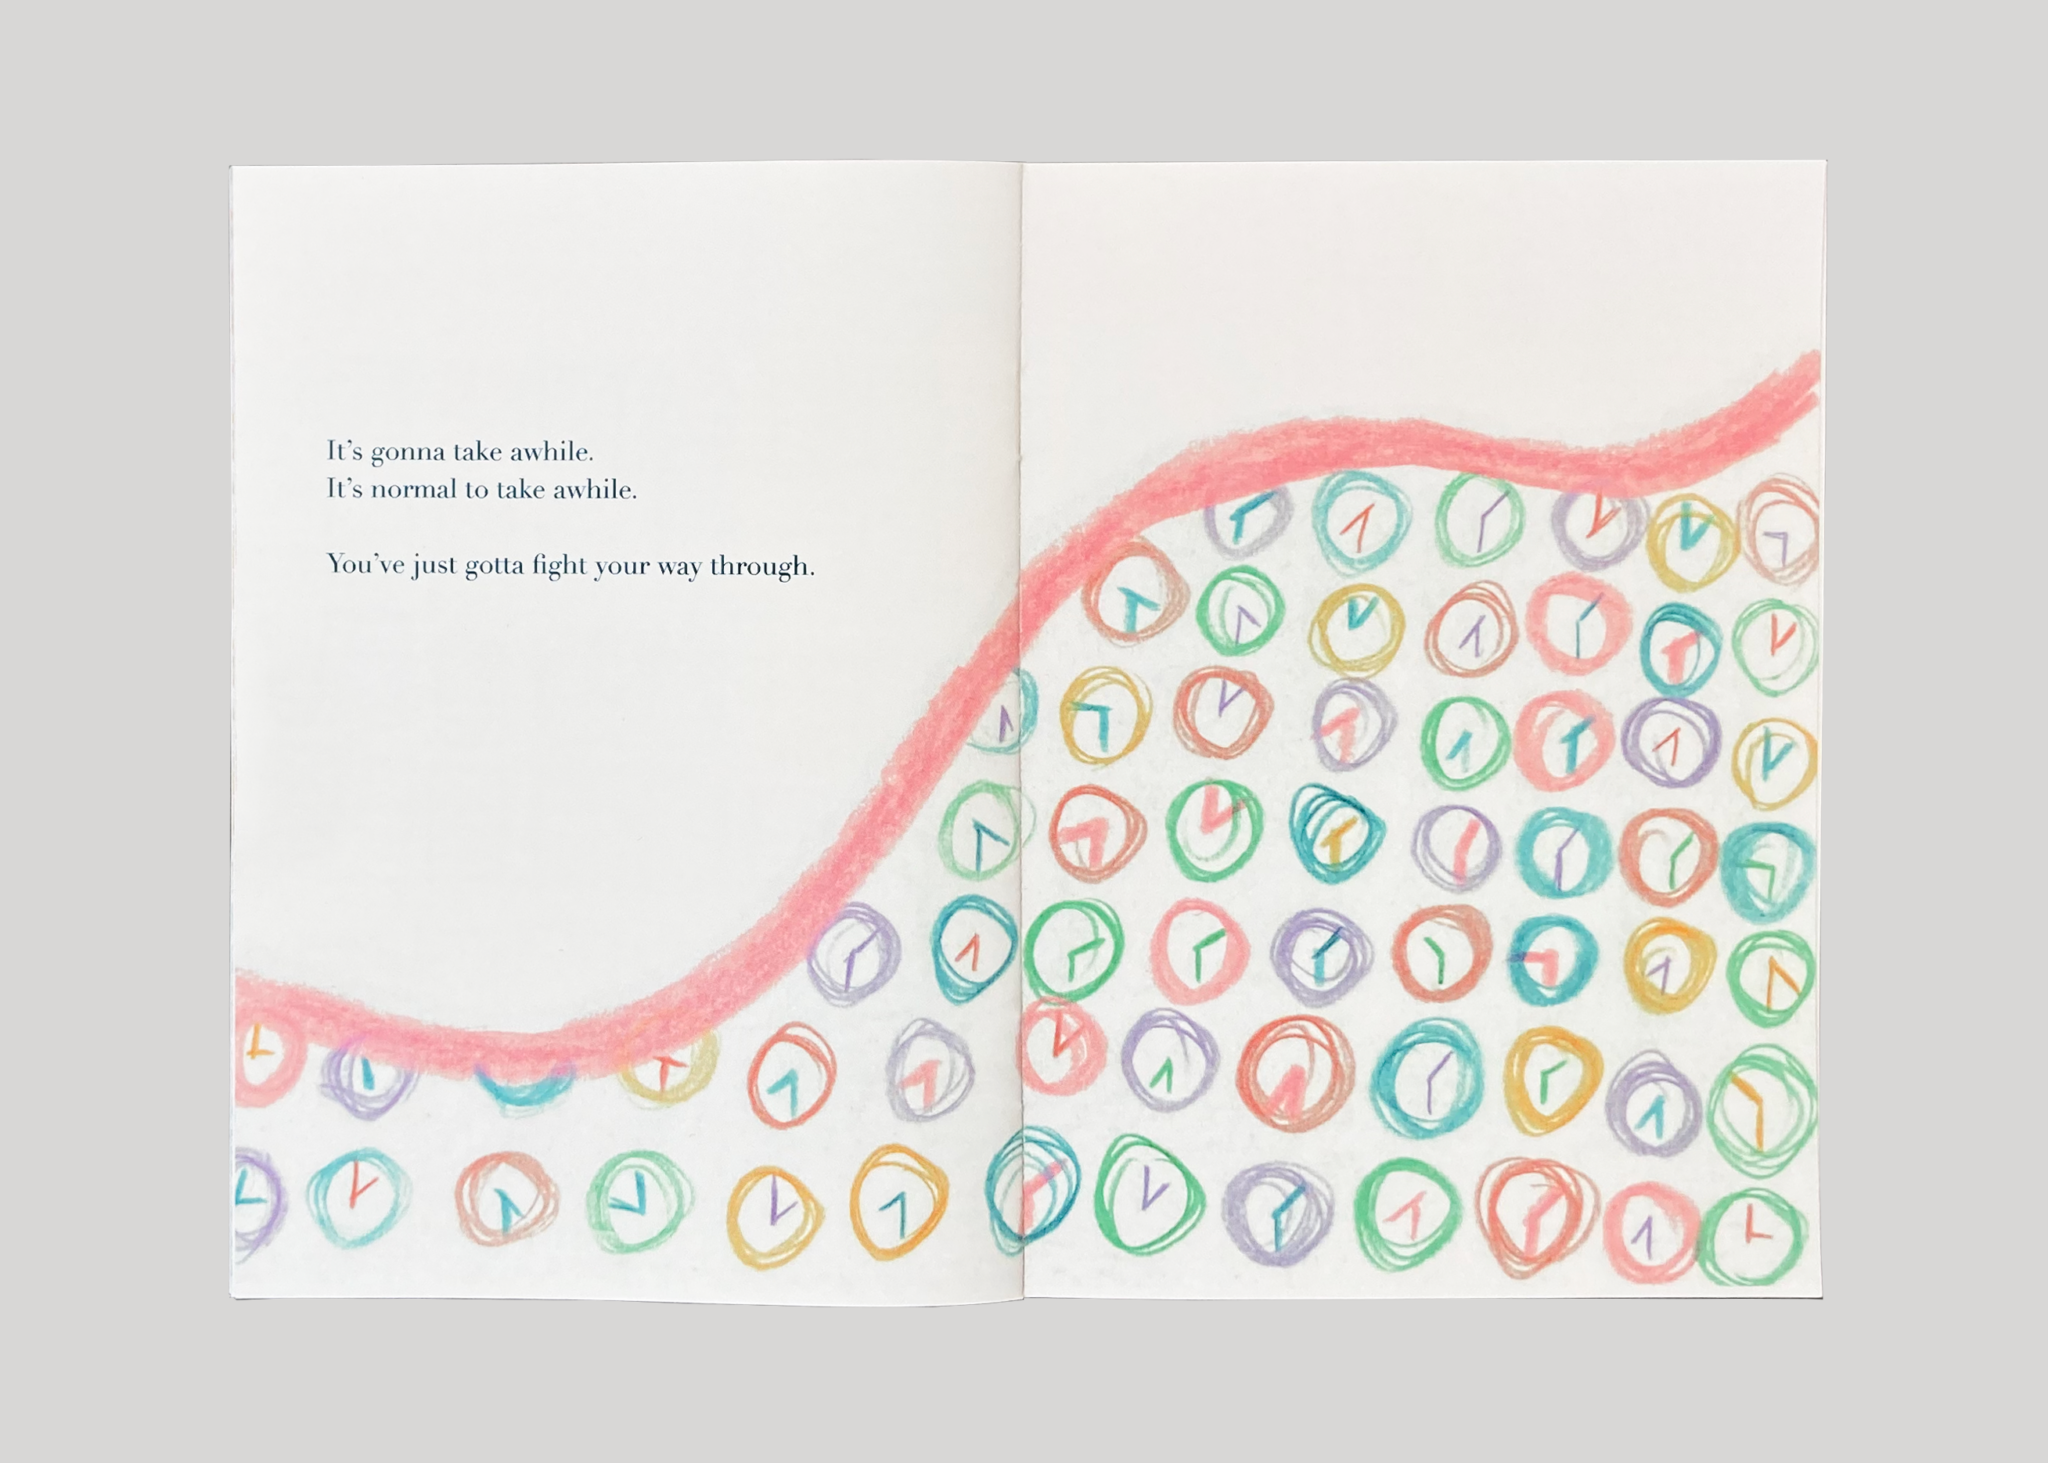 It’s gonna take awhile.
It’s normal to take awhile.
You’ve just gotta fight your way through.